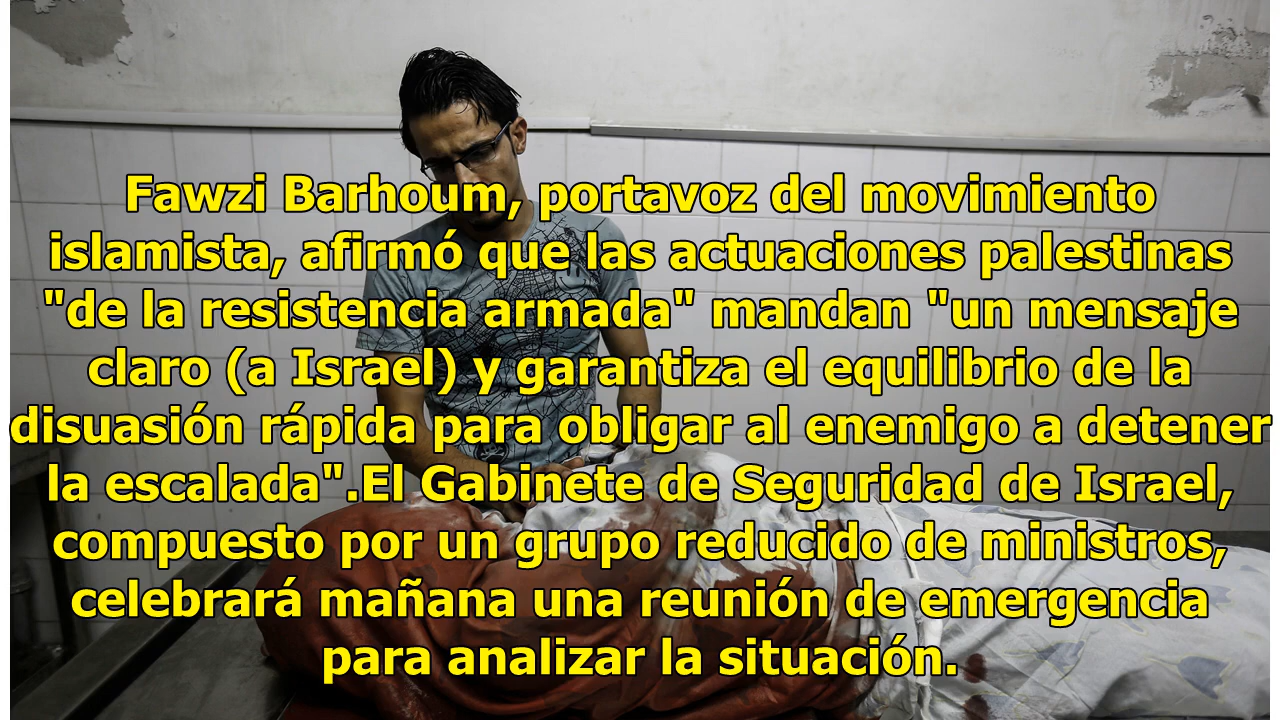 Fawzi Barhoum, portavoz del movimiento
islamista, afirmó que las actuaciones palestinas
"de la resistencia armada" mandan "un mensaje
claro (a Israel) y garantiza el equilibrio de la
disuasión rápida para obligar al enemigo a detener
la escalada".El Gabinete de Seguridad de Israel,
compuesto por un grupo reducido de ministros,
celebrará mañana una reunión de emergencia
para analizar la situación.